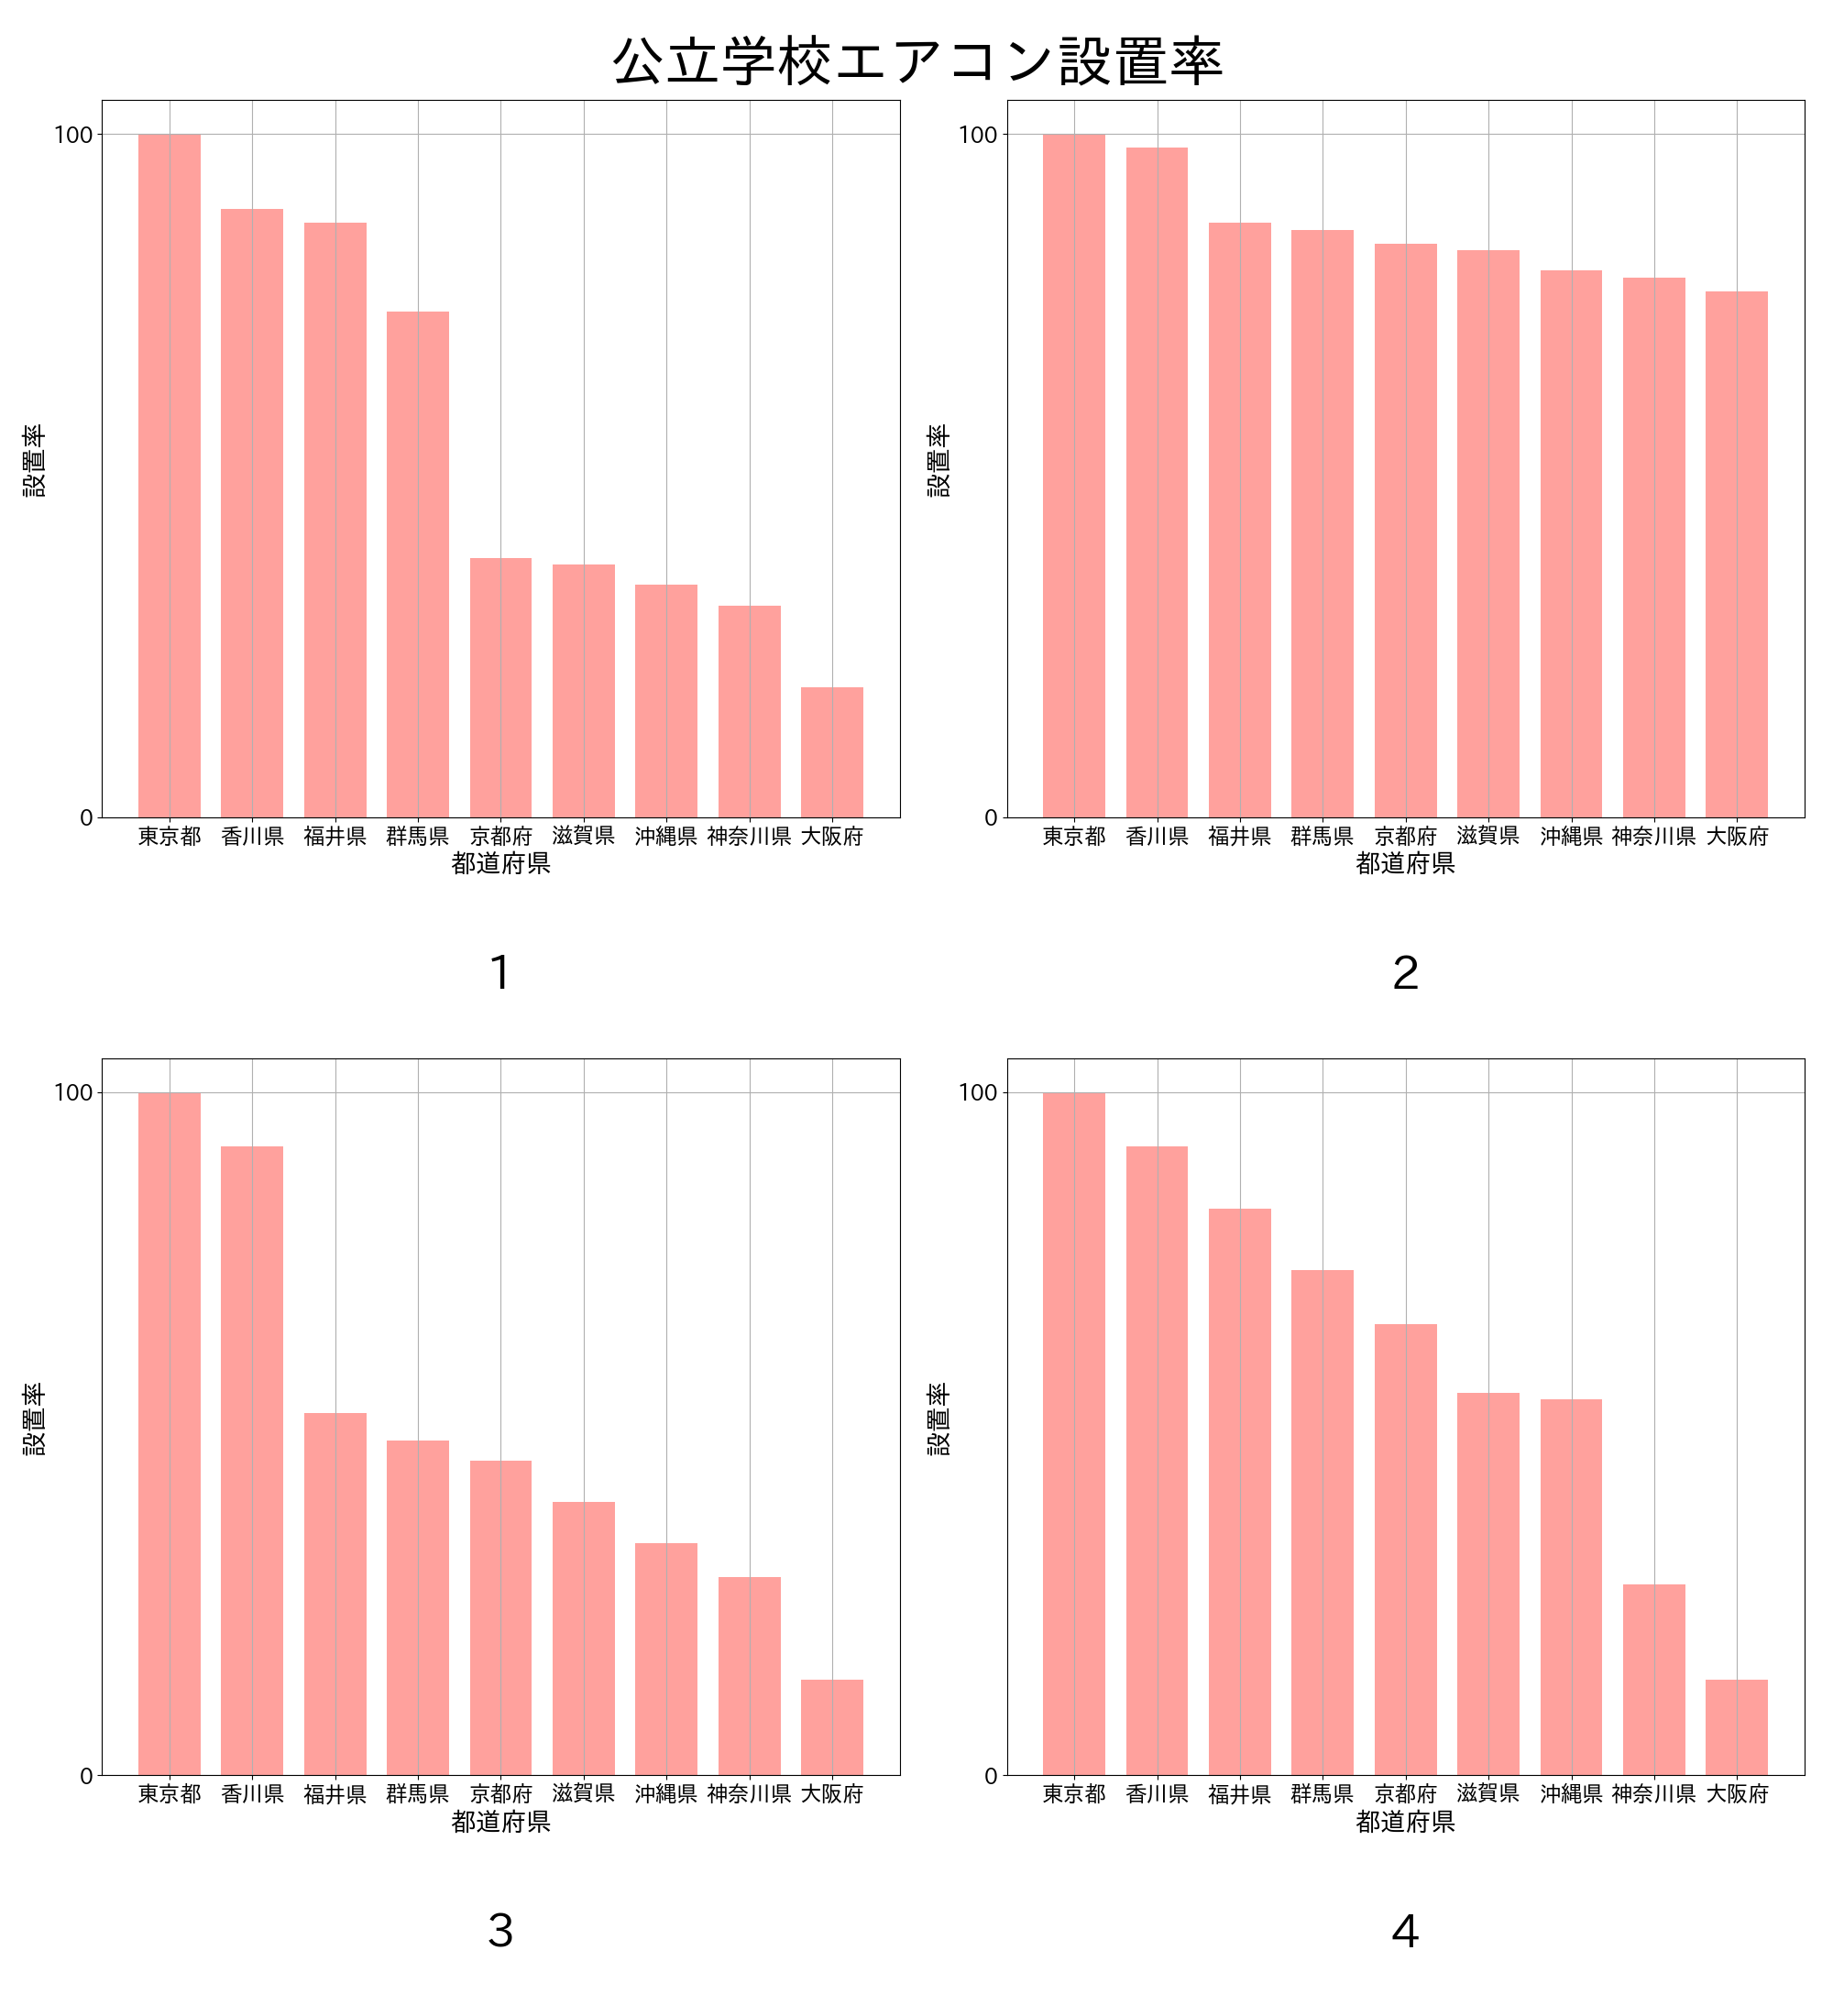 公立学校エアコン設置率
100
0
設置率
東京都 香川県 福井県 群馬県 京都府 滋賀県 沖縄県 神奈川県 大阪府
都道府県
1
100
0
設置率
東京都 香川県 福井県 群馬県 京都府 滋賀県 沖縄県 神奈川県 大阪府
都道府県
2
100
0
設置率
東京都 香川県 福井県 群馬県 京都府 滋賀県 沖縄県 神奈川県 大阪府
都道府県
3
100
0
設置率
東京都 香川県 福井県 群馬県 京都府 滋賀県 沖縄県 神奈川県 大阪府
都道府県
4